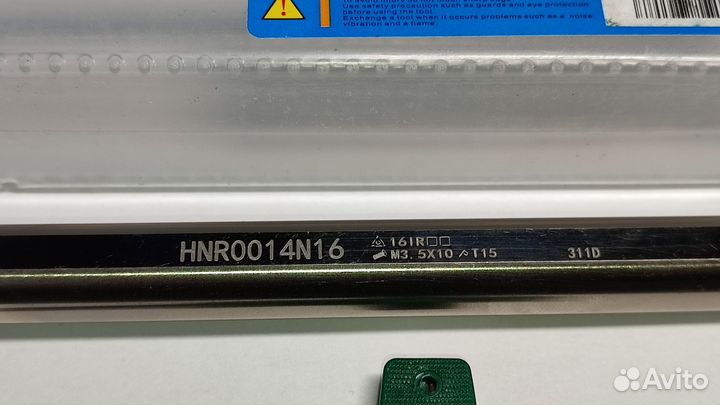 Use safety precaution such as guards and eye protection
before using the tool.
Exchange a tool when it occurs problems such as a noise
vibration and a flame.
HNR0014N16
16IR□□
M3.5X10 T15
311D
Avito